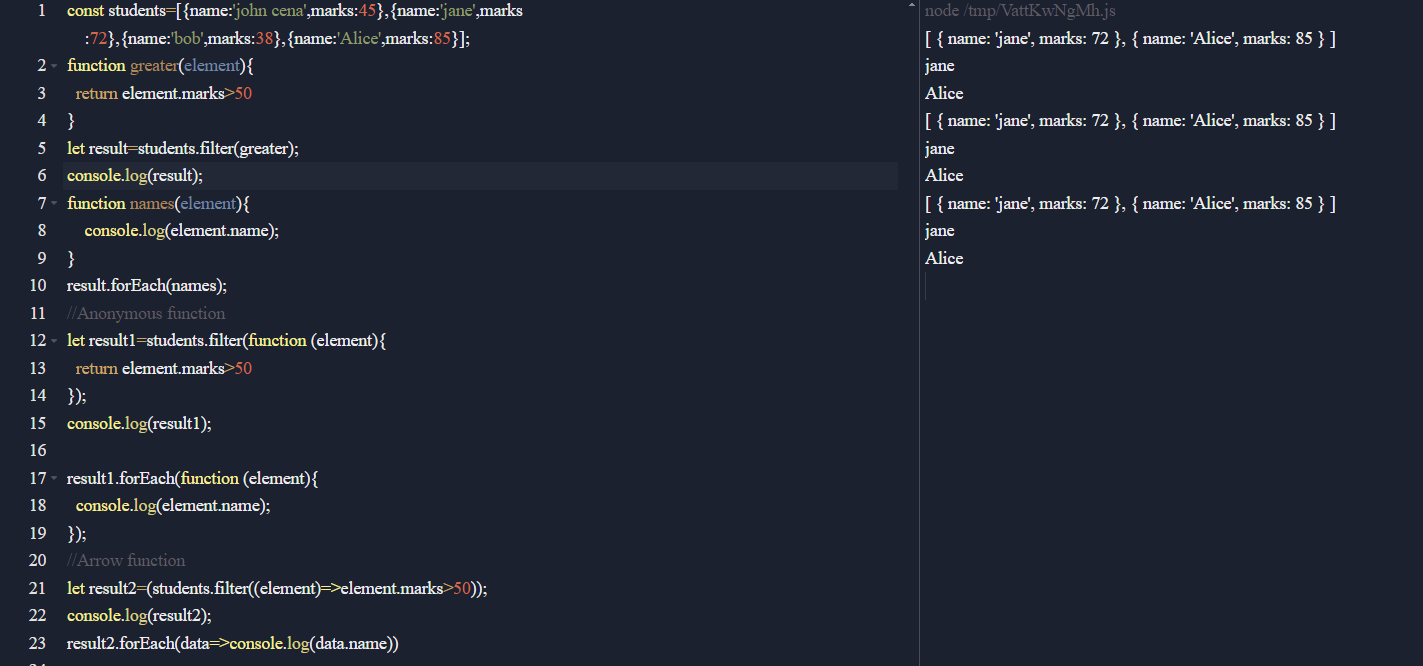 1 const students=[{name:'john cena',marks:45},{name:'jane',marks
:72},{name:'bob',marks:38},{name:'Alice',marks:85}];
2 function greater(element){
3 return element.marks>50
4 }
5 let result=students.filter(greater);
6 console.log(result);
7 function names(element){
8 console.log(element.name);
9 }
10 result.forEach(names);
11 //Anonymous function
12 let result1=students.filter(function (element){
13 return element.marks>50
14 });
15 console.log(result1);
16
17 result1.forEach(function (element){
18 console.log(element.name);
19 });
20 //Arrow function
21 let result2=(students.filter((element)=>element.marks>50));
22 console.log(result2);
23 result2.forEach(data=>console.log(data.name))
node /tmp/VattKwNgMh.js
[ { name: 'jane', marks: 72 }, { name: 'Alice', marks: 85 } ]
jane
Alice
[ { name: 'jane', marks: 72 }, { name: 'Alice', marks: 85 } ]
jane
Alice
[ { name: 'jane', marks: 72 }, { name: 'Alice', marks: 85 } ]
jane
Alice